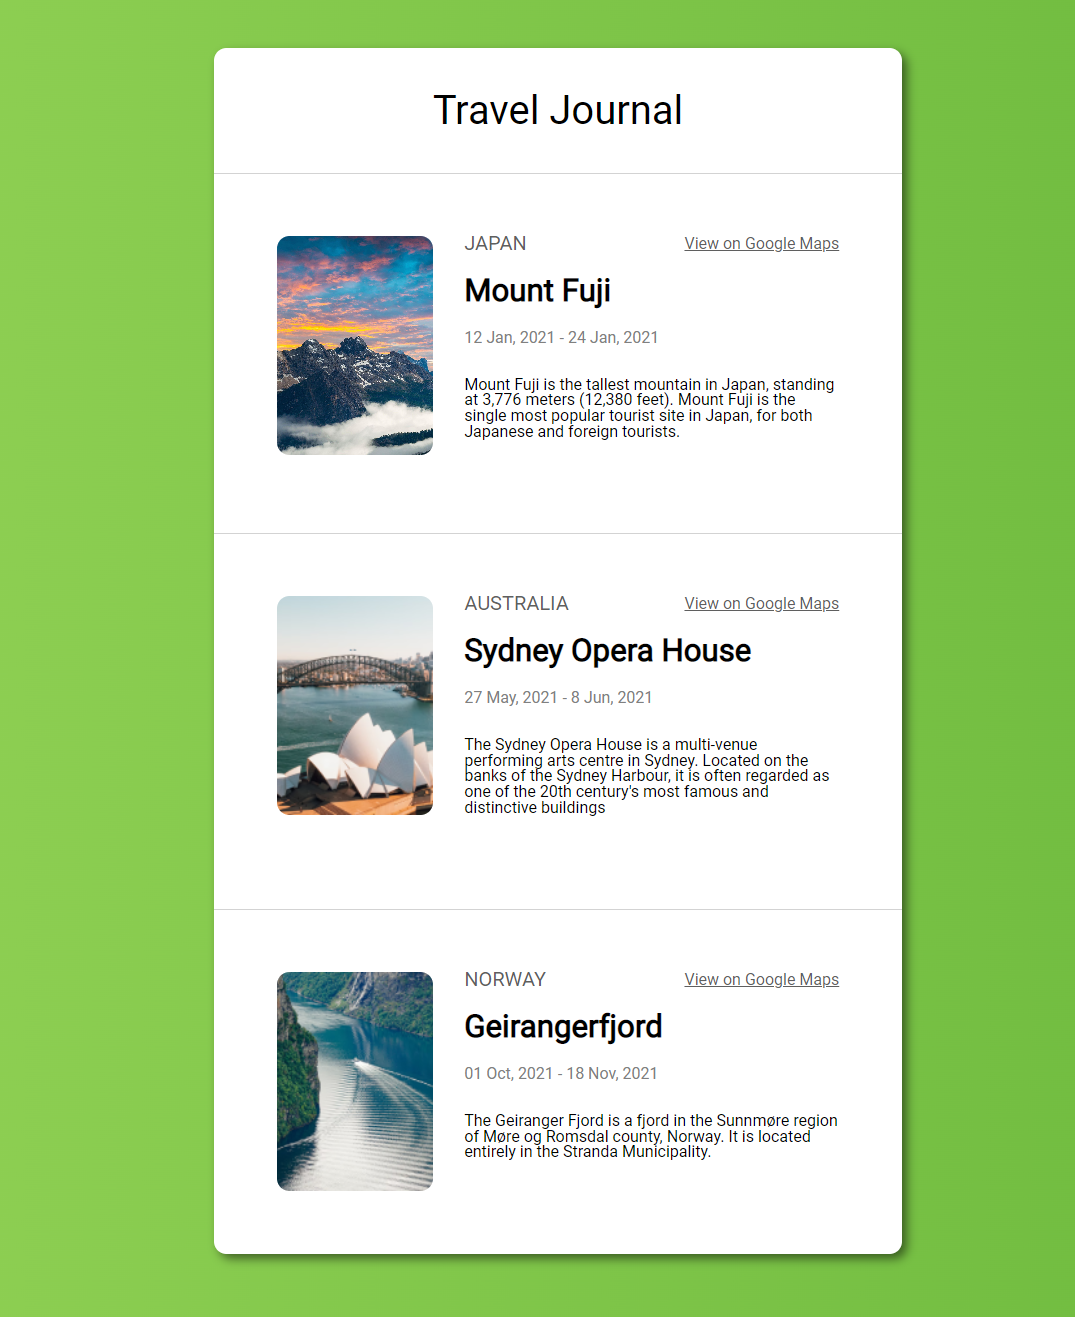 Travel Journal
JAPAN
View on Google Maps
Mount Fuji
12 Jan, 2021 - 24 Jan, 2021
Mount Fuji is the tallest mountain in Japan, standing
at 3,776 meters (12,380 feet). Mount Fuji is the
single most popular tourist site in Japan, for both
Japanese and foreign tourists.
AUSTRALIA
View on Google Maps
Sydney Opera House
27 May, 2021 - 8 Jun, 2021
The Sydney Opera House is a multi-venue
performing arts centre in Sydney. Located on the
banks of the Sydney Harbour, it is often regarded as
one of the 20th century's most famous and
distinctive buildings
NORWAY
View on Google Maps
Geirangerfjord
01 Oct, 2021 - 18 Nov, 2021
The Geiranger Fjord is a fjord in the Sunnmøre region
of Møre og Romsdal county, Norway. It is located
entirely in the Stranda Municipality.